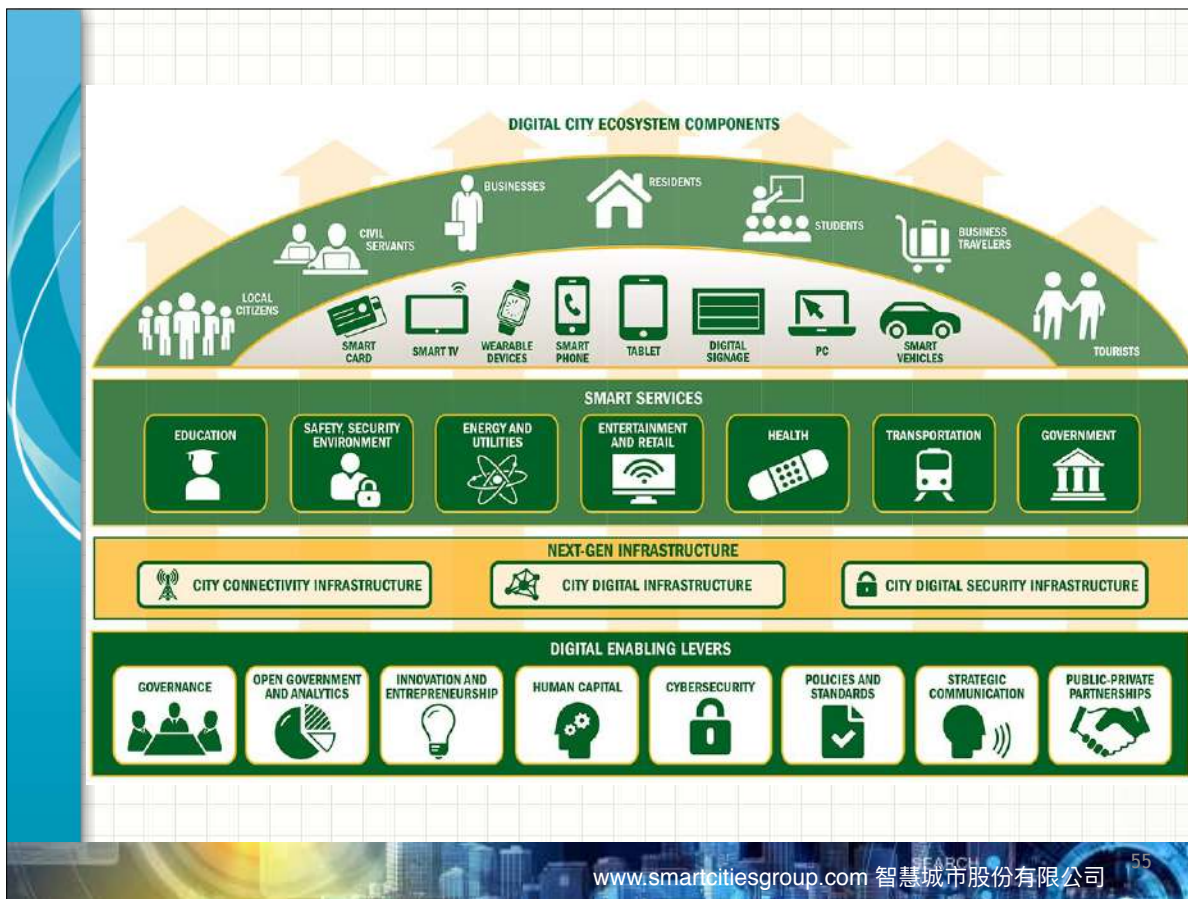 DIGITAL CITY ECOSYSTEM COMPONENTS
BUSINESSES
RESIDENTS
CIVIL
SERVANTS
STUDENTS
BUSINESS
TRAVELERS
LOCAL
CITIZENS
TOURISTS
SMART
CARD
SMART TV
WEARABLE
DEVICES
SMART
PHONE
TABLET
DIGITAL
SIGNAGE
PC
SMART
VEHICLES
SMART SERVICES
EDUCATION
SAFETY, SECURITY
ENVIRONMENT
ENERGY AND
UTILITIES
ENTERTAINMENT
AND RETAIL
HEALTH
TRANSPORTATION
GOVERNMENT
NEXT-GEN INFRASTRUCTURE
CITY CONNECTIVITY INFRASTRUCTURE
CITY DIGITAL INFRASTRUCTURE
CITY DIGITAL SECURITY INFRASTRUCTURE
DIGITAL ENABLING LEVERS
GOVERNANCE
OPEN GOVERNMENT
AND ANALYTICS
INNOVATION AND
ENTREPRENEURSHIP
HUMAN CAPITAL
CYBERSECURITY
POLICIES AND
STANDARDS
STRATEGIC
COMMUNICATION
PUBLIC-PRIVATE
PARTNERSHIPS
SEARCH
55
www.smartcitiesgroup.com 智慧城市股份有限公司